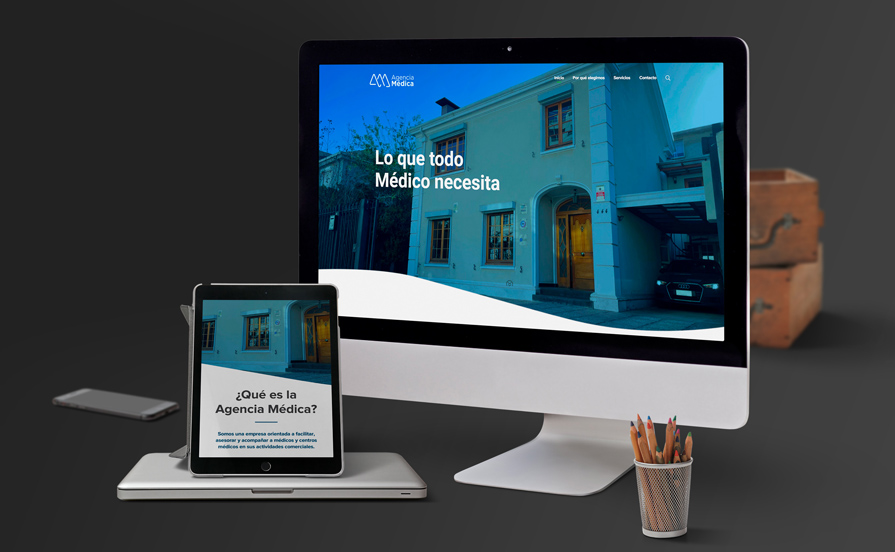 Agencia
Médica
Inicio
Por qué elegirnos
Servicios
Contacto
Lo que todo
Médico necesita
¿Qué es la
Agencia Médica?
Somos una empresa orientada a facilitar,
asesorar y acompañar a médicos y centros
médicos en sus actividades comerciales.